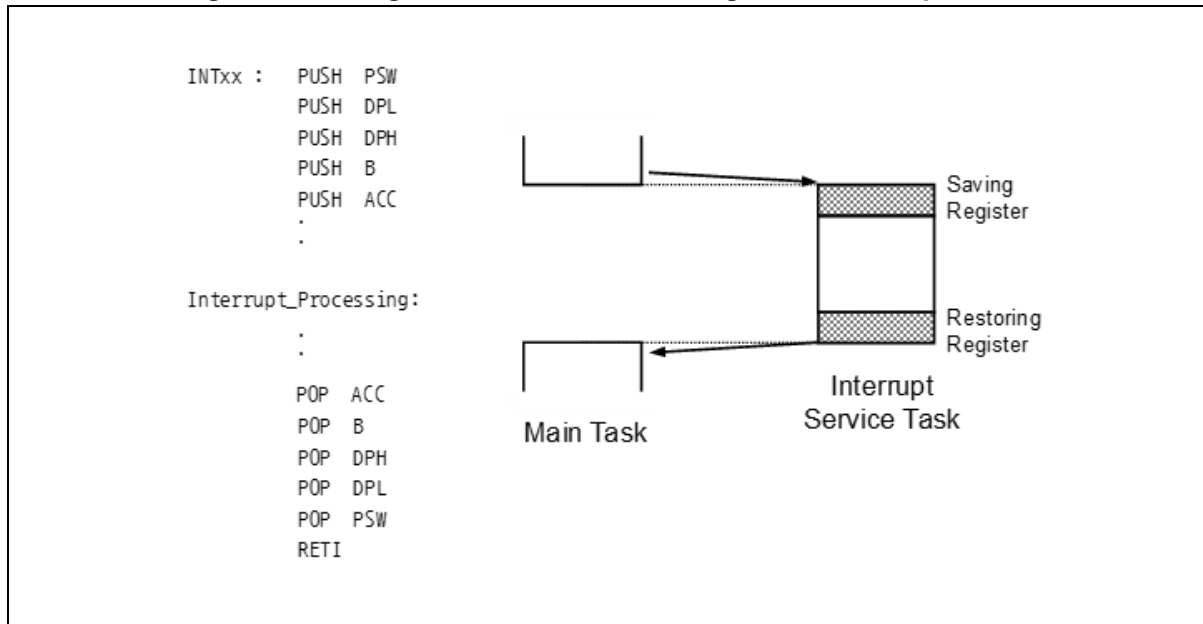 INTxx : PUSH PSW
PUSH DPL
PUSH DPH
PUSH B
PUSH ACC
.
.
Interrupt_Processing:
.
.
POP ACC
POP B
POP DPH
POP DPL
POP PSW
RETI
Main Task
Saving
Register
Restoring
Register
Interrupt
Service Task